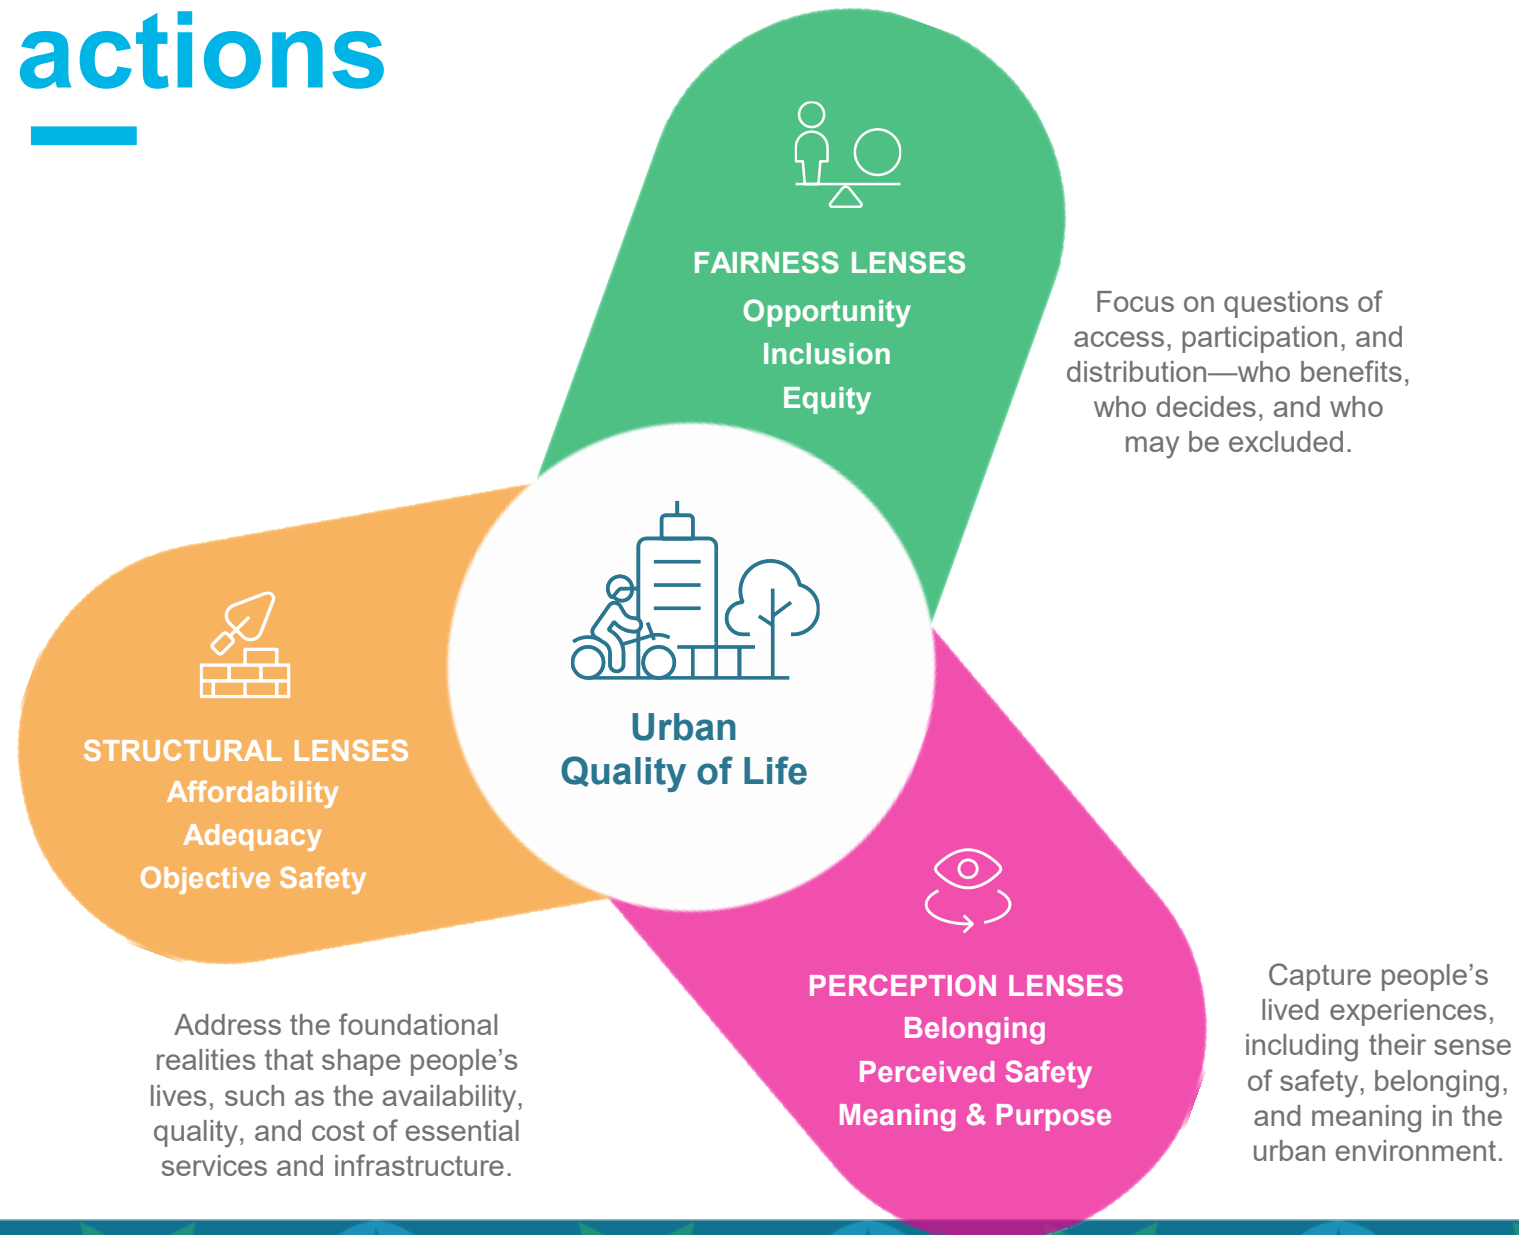 actions
FAIRNESS LENSES
Opportunity
Inclusion
Equity
Focus on questions of
access, participation, and
distribution—who benefits,
who decides, and who
may be excluded.
Urban
Quality of Life
STRUCTURAL LENSES
Affordability
Adequacy
Objective Safety
Address the foundational
realities that shape people’s
lives, such as the availability,
quality, and cost of essential
services and infrastructure.
PERCEPTION LENSES
Belonging
Perceived Safety
Meaning & Purpose
Capture people’s
lived experiences,
including their sense
of safety, belonging,
and meaning in the
urban environment.